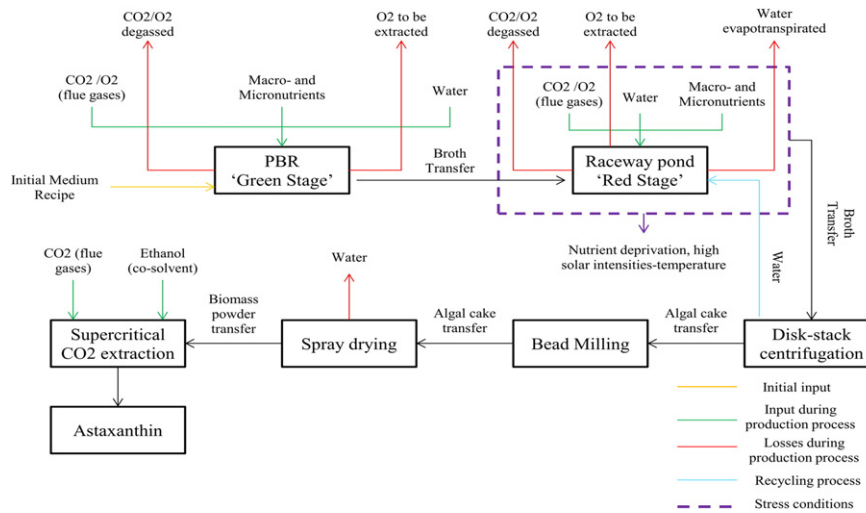 CO2/O2
degassed
O2 to be
extracted
CO2/O2
degassed
O2 to be
extracted
Water
evapotranspirated
CO2 /O2
(flue gases)
Macro- and
Micronutrients
Water
CO2 /O2
(flue gases)
Water
Macro- and
Micronutrients
Initial Medium
Recipe
PBR
‘Green Stage’
Broth
Transfer
Raceway pond
‘Red Stage’
Broth
Transfer
Water
Nutrient deprivation, high
solar intensities-temperature
CO2 (flue
gases)
Ethanol
(co-solvent)
Water
Supercritical
CO2 extraction
Biomass
powder
transfer
Spray drying
Algal cake
transfer
Bead Milling
Algal cake
transfer
Disk-stack
centrifugation
Astaxanthin
Initial input
Input during
production process
Losses during
production process
Recycling process
Stress conditions